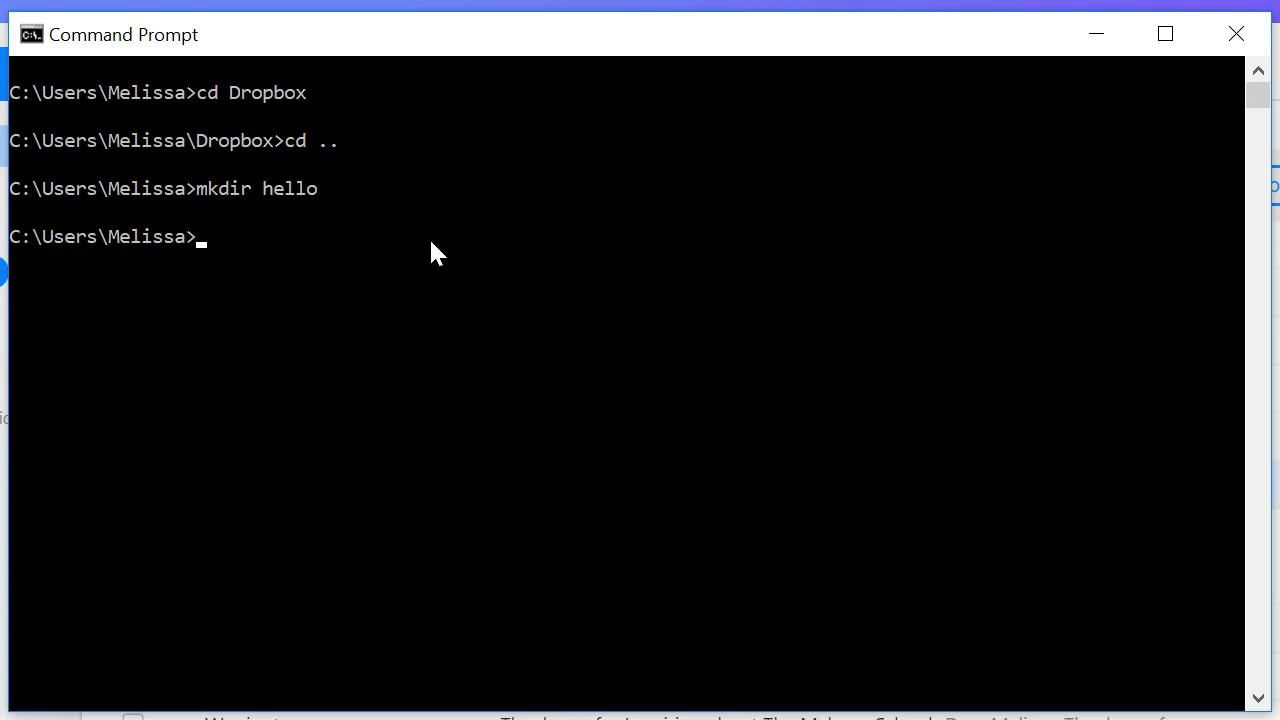 Command Prompt
C:\Users\Melissa>cd Dropbox
C:\Users\Melissa\Dropbox>cd ..
C:\Users\Melissa>mkdir hello
C:\Users\Melissa>